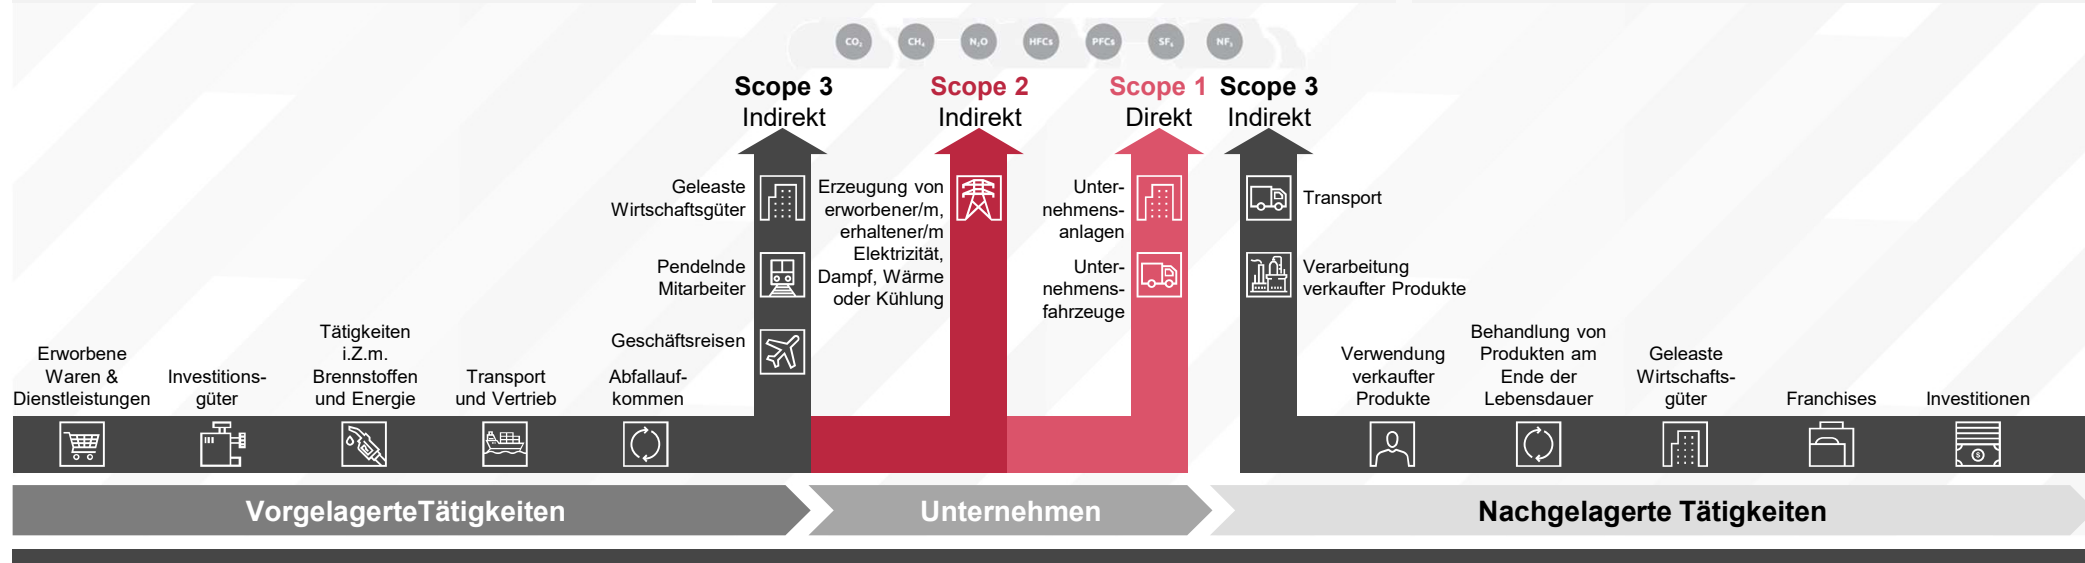 CO₂ CH₄ N₂O HFCs PFCs SF₆ NF₃
Scope 3
Indirekt
Scope 2
Indirekt
Scope 1
Direkt
Scope 3
Indirekt
Geleaste
Wirtschaftsgüter
Pendelnde
Mitarbeiter
Geschäftsreisen
Erzeugung von
erworbener/m,
erhaltener/m
Elektrizität,
Dampf, Wärme
oder Kühlung
Unter-
nehmens-
anlagen
Unter-
nehmens-
fahrzeuge
Transport
Verarbeitung
verkaufter Produkte
Erworbene
Waren &
Dienstleistungen
Investitions-
güter
Tätigkeiten
i.Z.m.
Brennstoffen
und Energie
Transport
und Vertrieb
Abfallauf-
kommen
Verwendung
verkaufter
Produkte
Behandlung von
Produkten am
Ende der
Lebensdauer
Geleaste
Wirtschafts-
güter
Franchises
Investitionen
VorgelagerteTätigkeiten
Unternehmen
Nachgelagerte Tätigkeiten